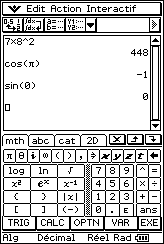 Edit Action Interactif
7×8^2
448
cos(π)
-1
sin(0)
0
mth abc cat 2D
π θ i ∞ ( ) , ⇒ x y z t
log ln √ 7 8 9 ^ =
x² eˣ x⁻¹ 4 5 6 × ÷
( ) |x| 1 2 3 + -
[ ] (-) 0 . E ans
TRIG CALC OPTN VAR EXE
Alg Décimal Réel Rad